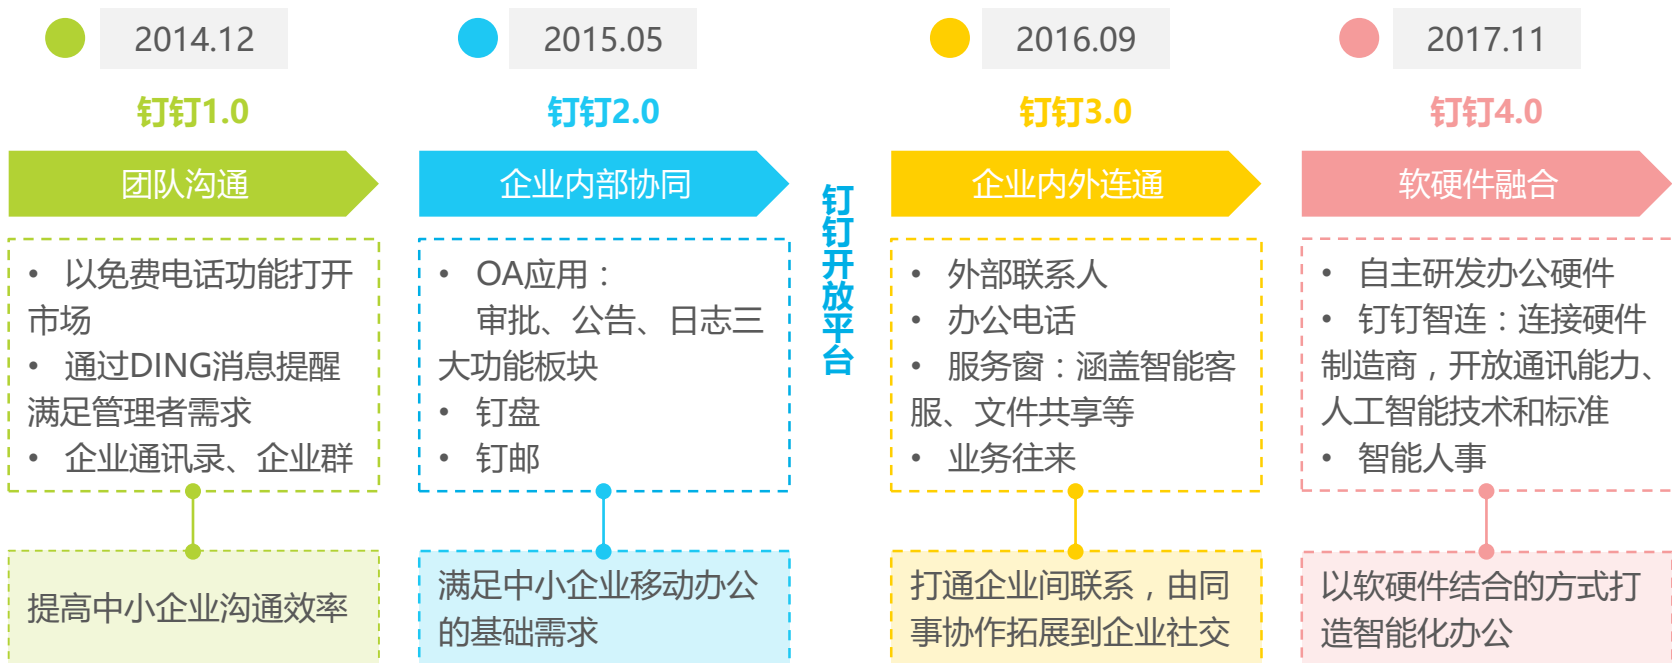 2014.12
钉钉1.0
团队沟通
• 以免费电话功能打开
市场
• 通过DING消息提醒
满足管理者需求
• 企业通讯录、企业群
提高中小企业沟通效率
2015.05
钉钉2.0
企业内部协同
• OA应用：
审批、公告、日志三
大功能板块
• 钉盘
• 钉邮
满足中小企业移动办公
的基础需求
钉钉开放平台
2016.09
钉钉3.0
企业内外连通
• 外部联系人
• 办公电话
• 服务窗：涵盖智能客
服、文件共享等
• 业务往来
打通企业间联系，由同
事协作拓展到企业社交
2017.11
钉钉4.0
软硬件融合
• 自主研发办公硬件
• 钉钉智连：连接硬件
制造商，开放通讯能力、
人工智能技术和标准
• 智能人事
以软硬件结合的方式打
造智能化办公